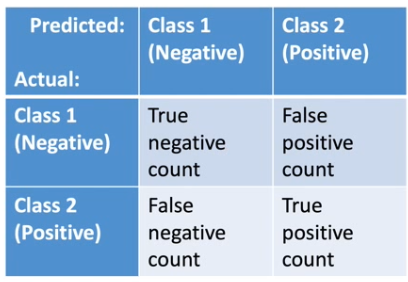 Predicted:
Actual:
Class 1
(Negative)
Class 2
(Positive)
Class 1
(Negative)
True
negative
count
False
positive
count
Class 2
(Positive)
False
negative
count
True
positive
count